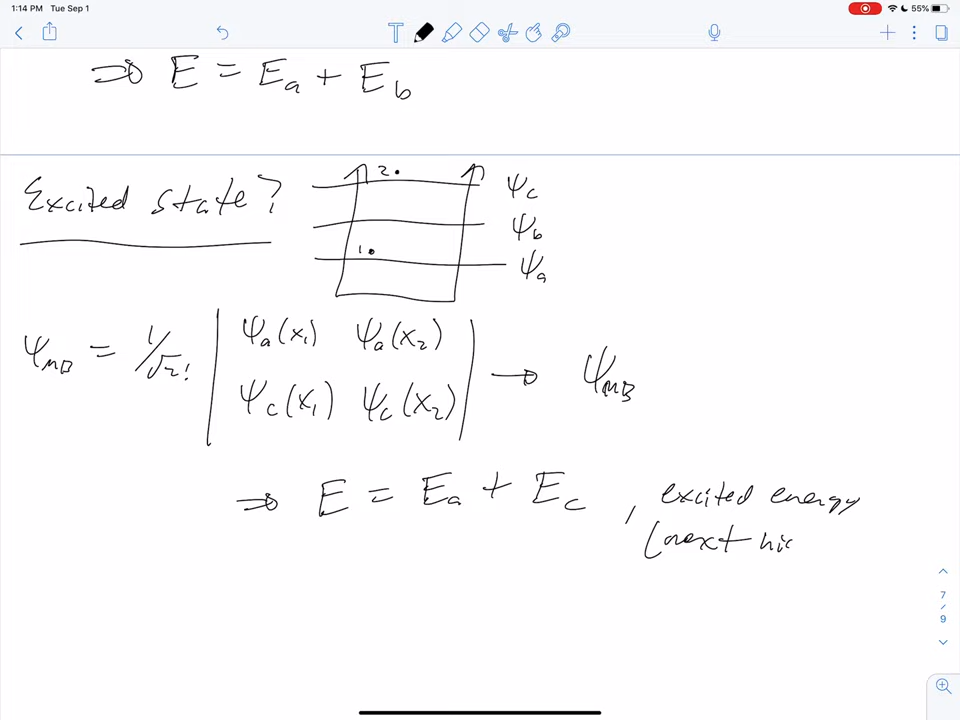 1:14 PM Tue Sep 1
55%
T
⇒ E = Ea + Eb
Excited state?
2.
ψc
ψb
1.
ψa
ψMB = 1/√2! | ψa(x1) ψa(x2) | → ψMB
| ψc(x1) ψc(x2) |
⇒ E = Ea + Ec , excited energy
(next hi
7
/
9